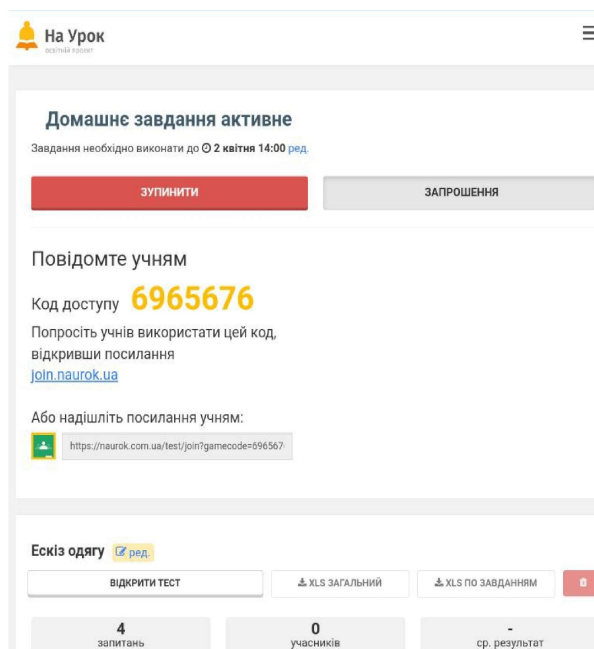 На Урок
освітній проект
Домашнє завдання активне
Завдання необхідно виконати до 2 квітня 14:00 ред.
ЗУПИНИТИ
ЗАПРОШЕННЯ
Повідомте учням
Код доступу 6965676
Попросіть учнів використати цей код,
відкривши посилання
join.naurok.ua
Або надішліть посилання учням:
https://naurok.com.ua/test/join?gamecode=696567
Ескіз одягу ред.
ВІДКРИТИ ТЕСТ
XLS ЗАГАЛЬНИЙ
XLS ПО ЗАВДАННЯМ
4
запитань
0
учасників
-
ср. результат